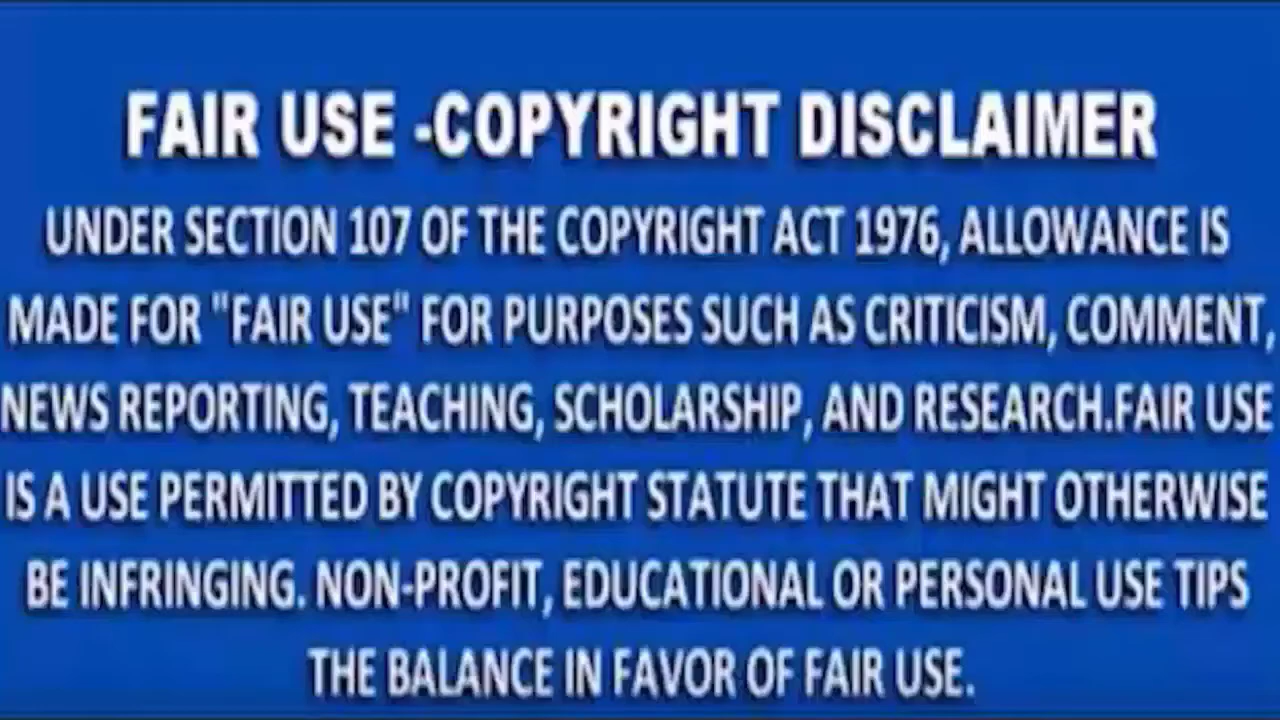 FAIR USE -COPYRIGHT DISCLAIMER
UNDER SECTION 107 OF THE COPYRIGHT ACT 1976, ALLOWANCE IS
MADE FOR "FAIR USE" FOR PURPOSES SUCH AS CRITICISM, COMMENT,
NEWS REPORTING, TEACHING, SCHOLARSHIP, AND RESEARCH.FAIR USE
IS A USE PERMITTED BY COPYRIGHT STATUTE THAT MIGHT OTHERWISE
BE INFRINGING. NON-PROFIT, EDUCATIONAL OR PERSONAL USE TIPS
THE BALANCE IN FAVOR OF FAIR USE.